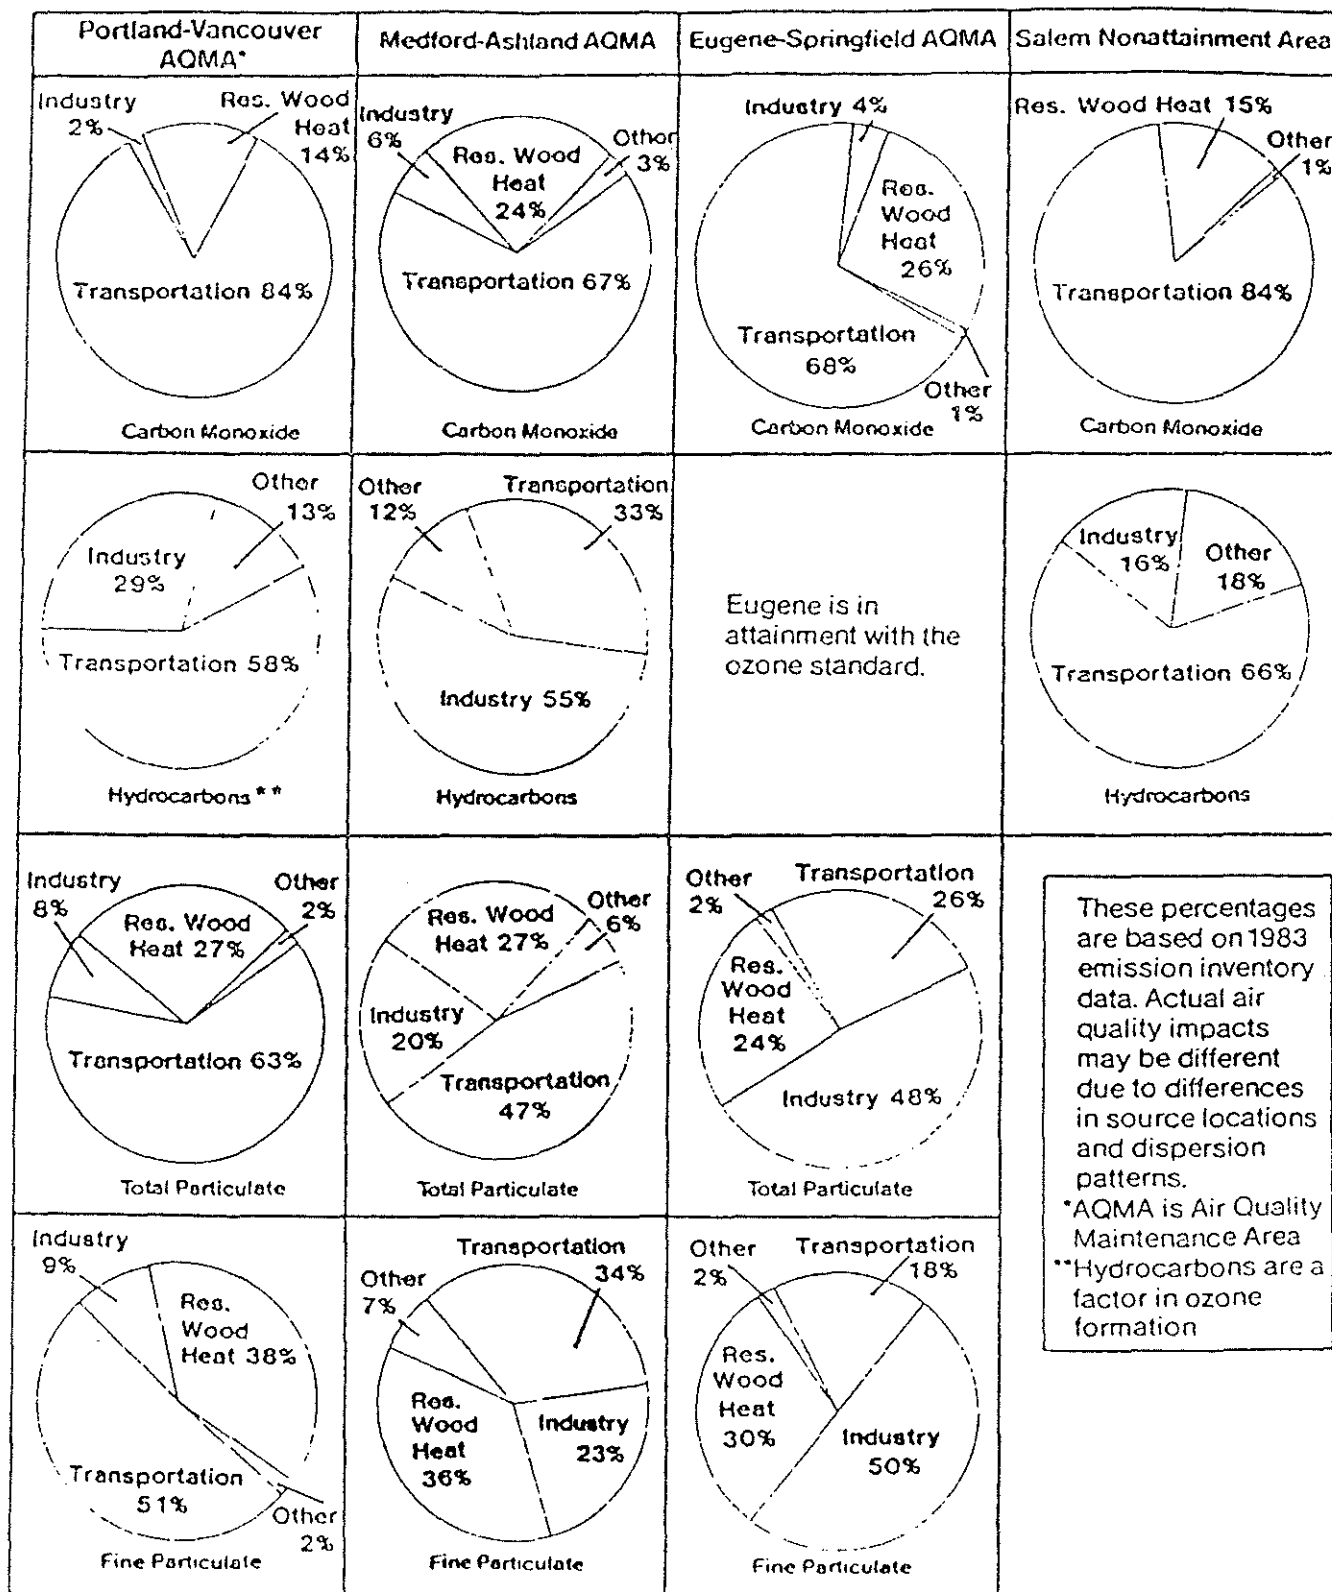 Portland-Vancouver
AQMA*
Medford-Ashland AQMA
Eugene-Springfield AQMA
Salem Nonattainment Area
Industry
2%
Res. Wood
Heat
14%
Transportation 84%
Carbon Monoxide
Industry
6%
Res. Wood
Heat
24%
Other
3%
Transportation 67%
Carbon Monoxide
Industry 4%
Res.
Wood
Heat
26%
Transportation
68%
Other
1%
Carbon Monoxide
Res. Wood Heat 15%
Other
1%
Transportation 84%
Carbon Monoxide
Other
13%
Industry
29%
Transportation 58%
Hydrocarbons**
Other
12%
Transportation
33%
Industry 55%
Hydrocarbons
Eugene is in
attainment with the
ozone standard.
Industry
16%
Other
18%
Transportation 66%
Hydrocarbons
Industry
8%
Res. Wood
Heat 27%
Other
2%
Transportation 63%
Total Particulate
Res. Wood
Heat 27%
Other
6%
Industry
20%
Transportation
47%
Total Particulate
Other
2%
Transportation
26%
Res.
Wood
Heat
24%
Industry 48%
Total Particulate
These percentages
are based on 1983
emission inventory
data. Actual air
quality impacts
may be different
due to differences
in source locations
and dispersion
patterns.
*AQMA is Air Quality
Maintenance Area
**Hydrocarbons are a
factor in ozone
formation
Industry
9%
Res.
Wood
Heat 38%
Transportation
51%
Other
2%
Fine Particulate
Transportation
34%
Other
7%
Res.
Wood
Heat
36%
Industry
23%
Fine Particulate
Other
2%
Transportation
18%
Res.
Wood
Heat
30%
Industry
50%
Fine Particulate